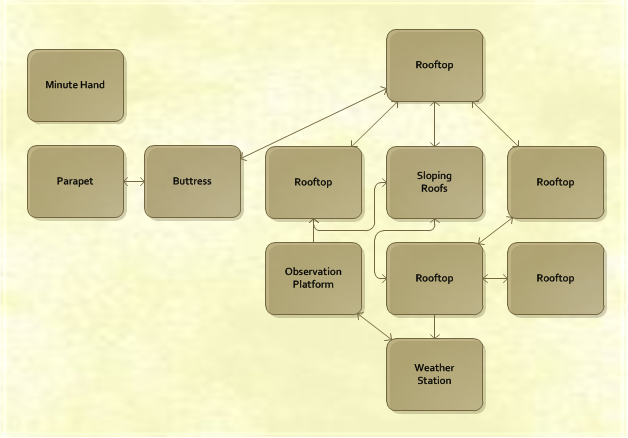 Rooftop
Minute Hand
Parapet
Buttress
Rooftop
Sloping
Roofs
Rooftop
Observation
Platform
Rooftop
Rooftop
Weather
Station